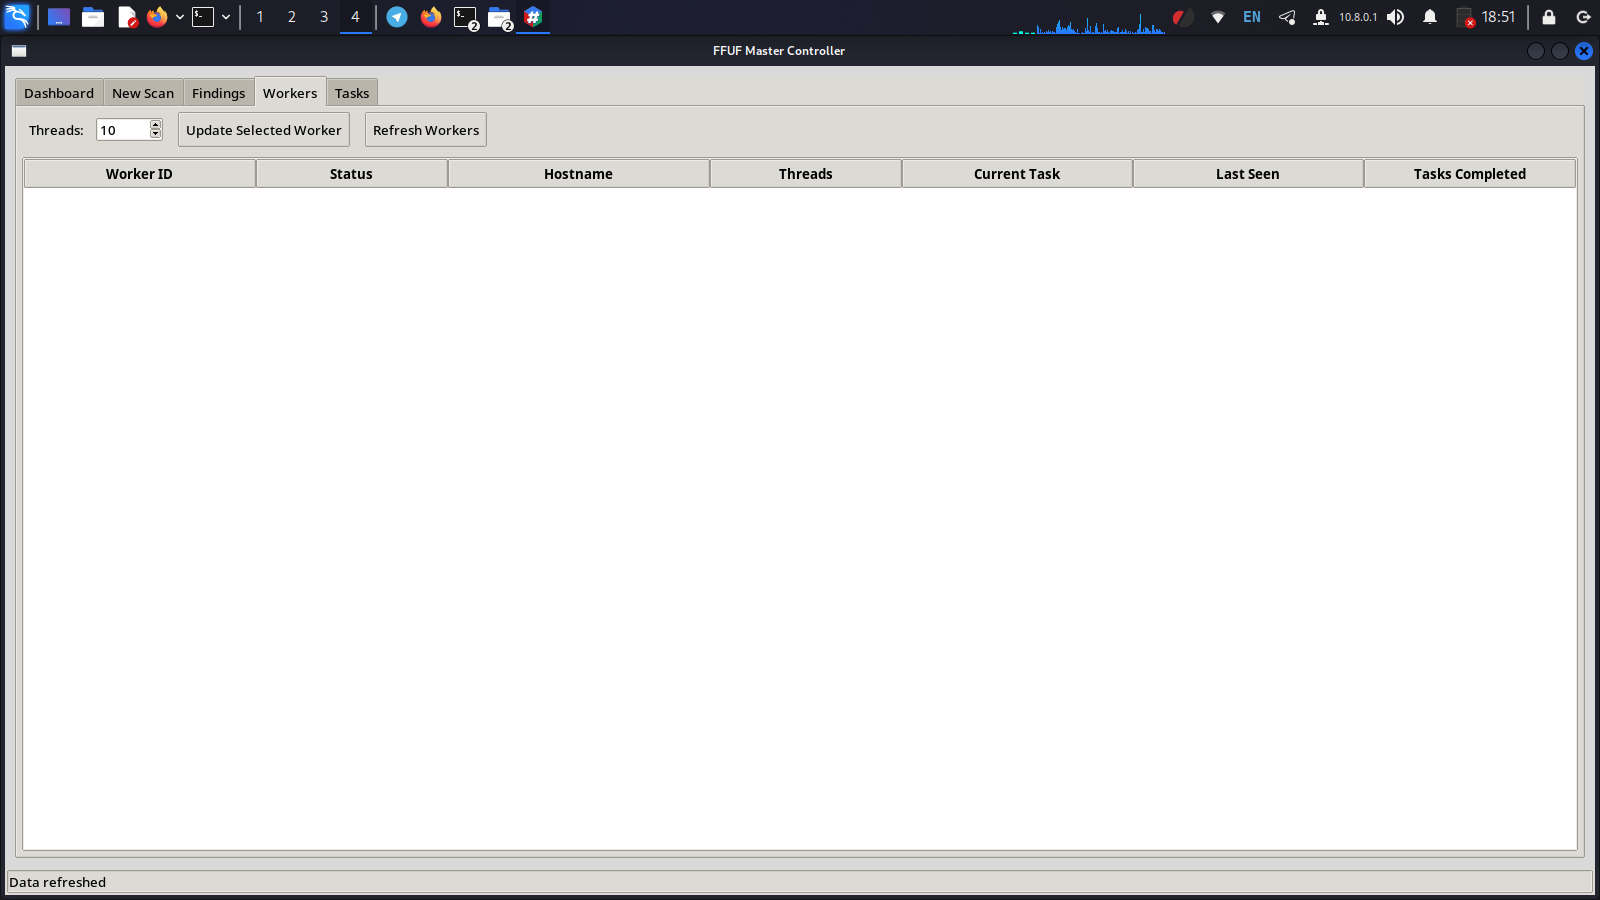 1 2 3 4 2 2 EN 10.8.0.1 18:51
FFUF Master Controller
Dashboard New Scan Findings Workers Tasks
Threads: 10 Update Selected Worker Refresh Workers
Worker ID Status Hostname Threads Current Task Last Seen Tasks Completed
Data refreshed